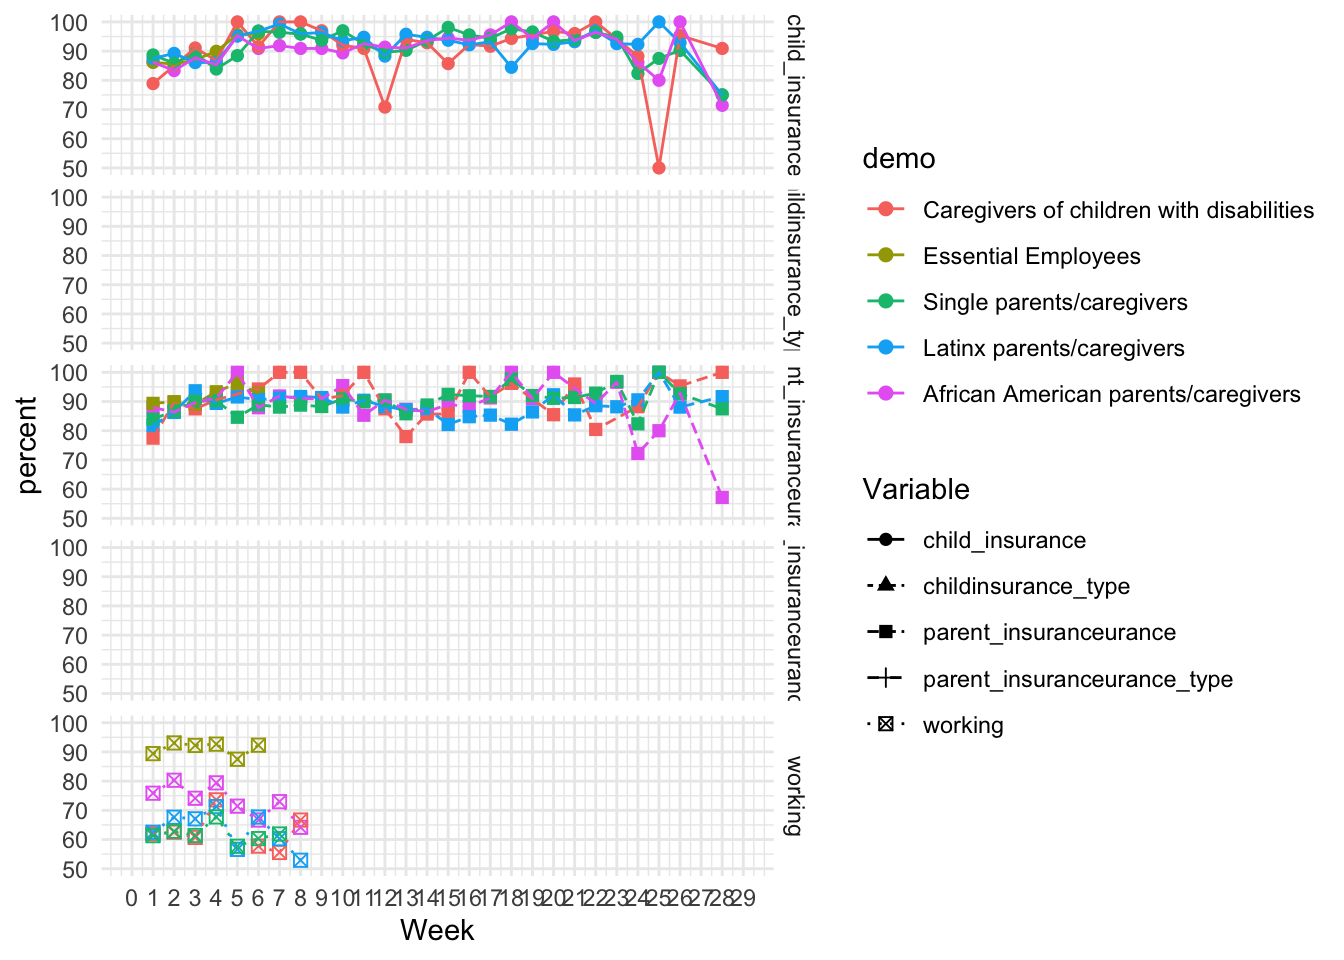 100
90
80
70
60
50
child_insurance
100
90
80
70
60
50
ildinsurance_ty
100
90
80
70
60
50
nt_insuranceur
100
90
80
70
60
50
_insuranceuranc
100
90
80
70
60
50
working
0 1 2 3 4 5 6 7 8 9 10 11 12 13 14 15 16 17 18 19 20 21 22 23 24 25 26 27 28 29
Week
percent
demo
Caregivers of children with disabilities
Essential Employees
Single parents/caregivers
Latinx parents/caregivers
African American parents/caregivers
Variable
child_insurance
childinsurance_type
parent_insuranceurance
parent_insuranceurance_type
working